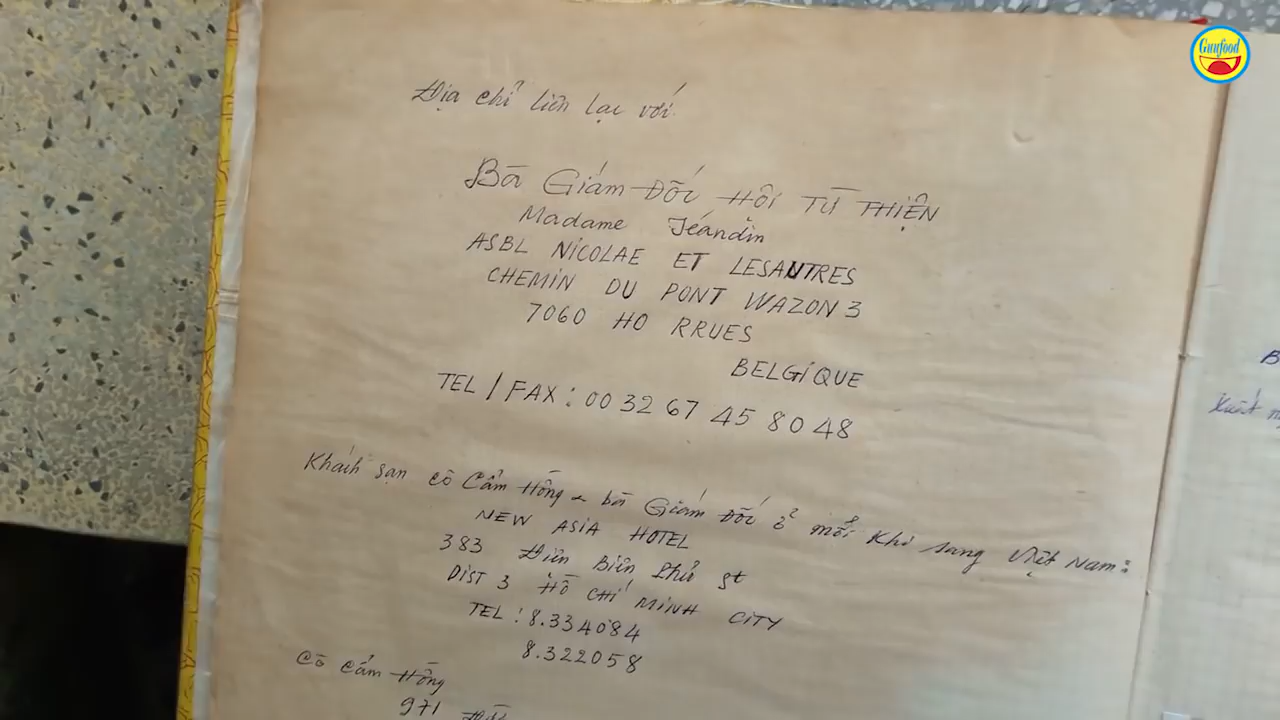 Gunfood
Địa chỉ liên lạc với
Bà Giám Đốc Hội TỪ THIỆN
Madame Jéandin
ASBL NICOLAE ET LESAUTRES
CHEMIN DU PONT WAZON 3
7060 HO RRUES
BELGIQUE
TEL / FAX : 00 32 67 45 8048
Khách sạn cô Cẩm Hồng & bà Giám Đốc ở mỗi khi sang Việt Nam :
NEW ASIA HOTEL
383 Điên Biên Phủ st
DIST 3 HỒ CHÍ MINH CITY
TEL : 8.334084
8.322058
Cô Cẩm Hồng
971